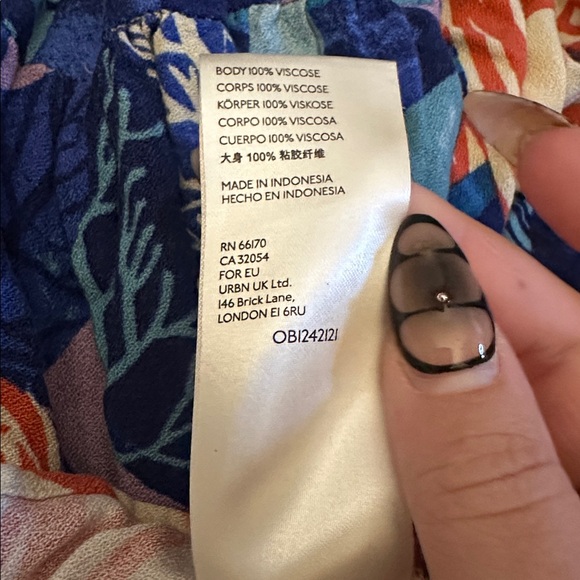 BODY 100% VISCOSE
CORPS 100% VISCOSE
KÖRPER 100% VISKOSE
CORPO 100% VISCOSA
CUERPO 100% VISCOSA
大身 100% 粘胶纤维
MADE IN INDONESIA
HECHO EN INDONESIA
RN 66170
CA 32054
FOR EU
URBN UK Ltd.
146 Brick Lane,
LONDON E1 6RU
OB1242121